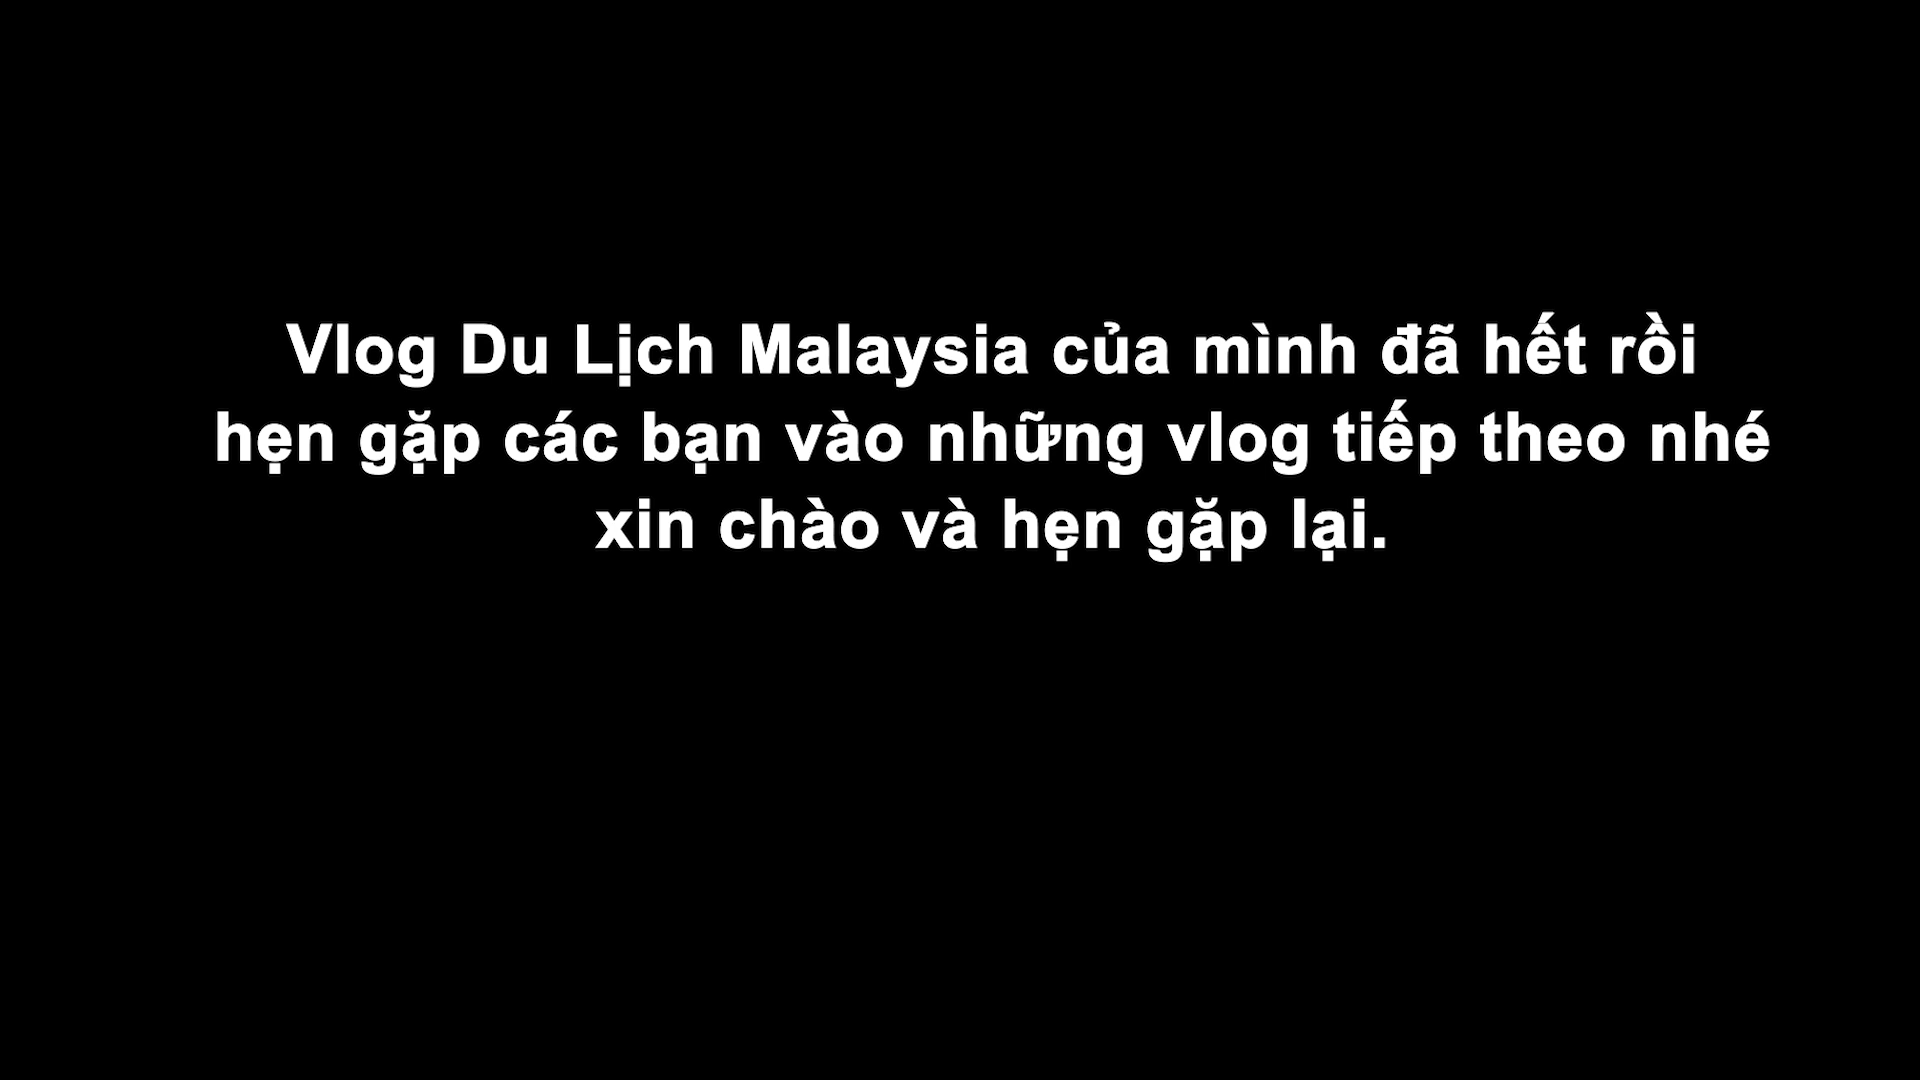 Vlog Du Lịch Malaysia của mình đã hết rồi
hẹn gặp các bạn vào những vlog tiếp theo nhé
xin chào và hẹn gặp lại.